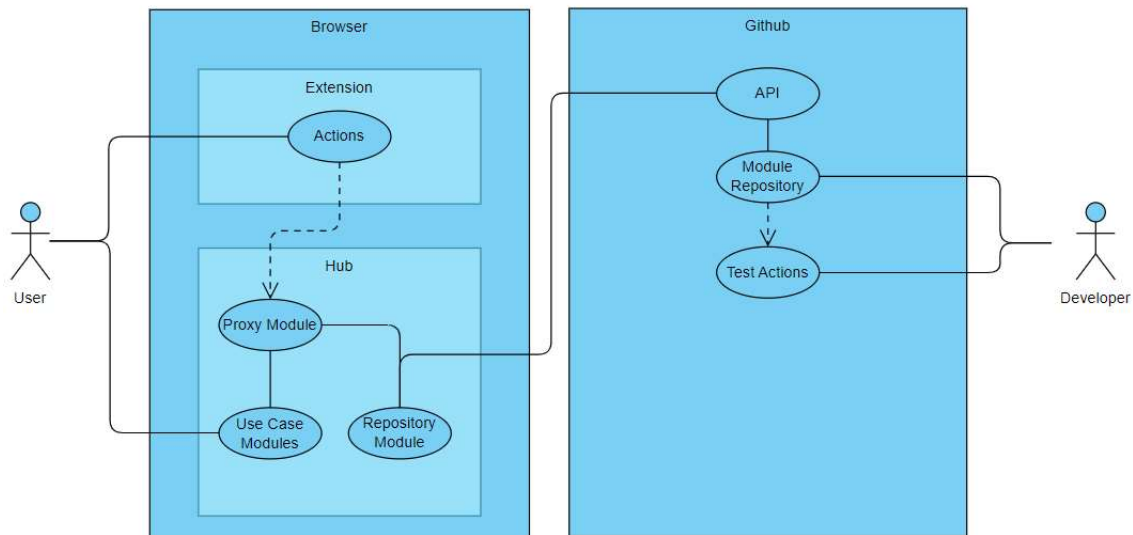 Browser
Github
Extension
API
Actions
Module
Repository
Hub
Test Actions
User
Developer
Proxy Module
Use Case
Modules
Repository
Module